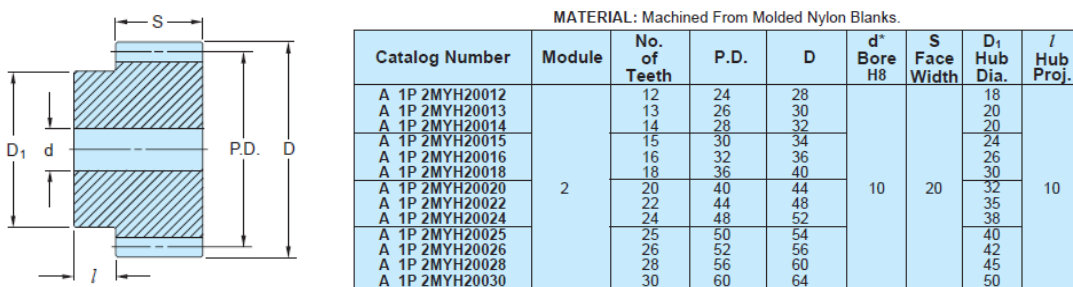 MATERIAL: Machined From Molded Nylon Blanks.
S
D₁
d
P.D.
D
l
Catalog Number Module No. of Teeth P.D. D d* Bore H8 S Face Width D₁ Hub Dia. l Hub Proj.
A 1P 2MYH20012 12 24 28 18
A 1P 2MYH20013 13 26 30 20
A 1P 2MYH20014 14 28 32 20
A 1P 2MYH20015 15 30 34 24
A 1P 2MYH20016 16 32 36 26
A 1P 2MYH20018 18 36 40 30
A 1P 2MYH20020 2 20 40 44 10 20 32 10
A 1P 2MYH20022 22 44 48 35
A 1P 2MYH20024 24 48 52 38
A 1P 2MYH20025 25 50 54 40
A 1P 2MYH20026 26 52 56 42
A 1P 2MYH20028 28 56 60 45
A 1P 2MYH20030 30 60 64 50